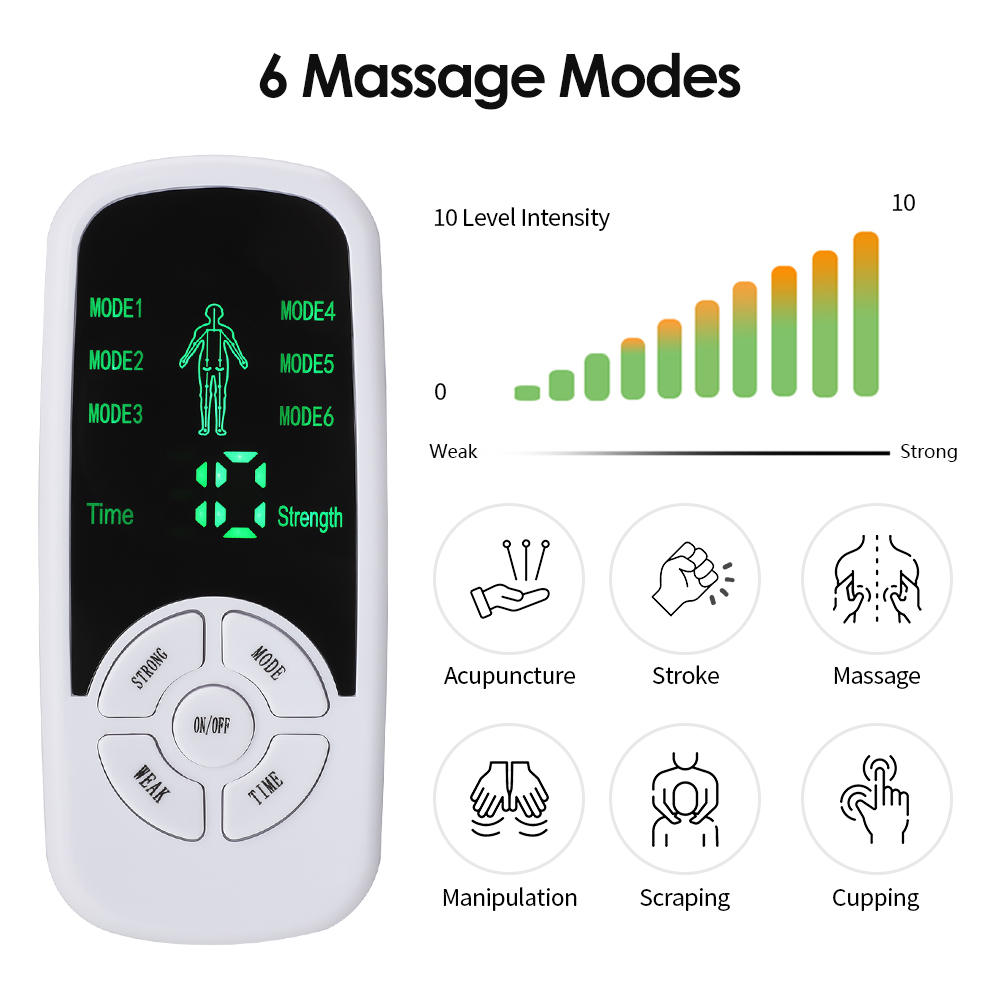 6 Massage Modes
MODE1
MODE2
MODE3
MODE4
MODE5
MODE6
10
Time
Strength
STRONG
MODE
ON/OFF
WEAK
TIME
10 Level Intensity
10
0
Weak
Strong
Acupuncture
Stroke
Massage
Manipulation
Scraping
Cupping